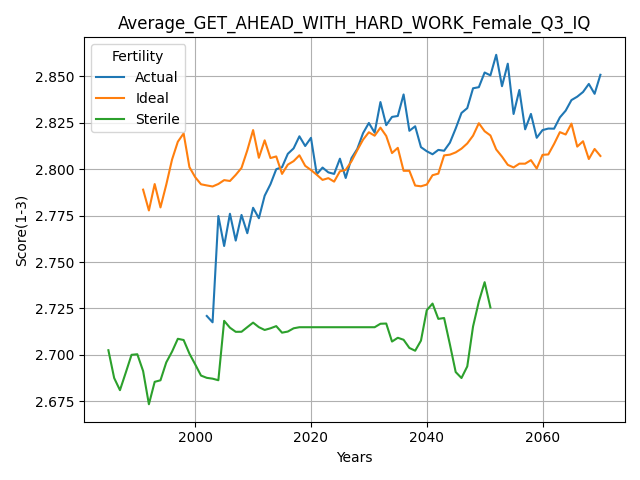 Average_GET_AHEAD_WITH_HARD_WORK_Female_Q3_IQ
Fertility
Actual
Ideal
Sterile
Score(1-3)
2.850
2.825
2.800
2.775
2.750
2.725
2.700
2.675
2000 2020 2040 2060
Years